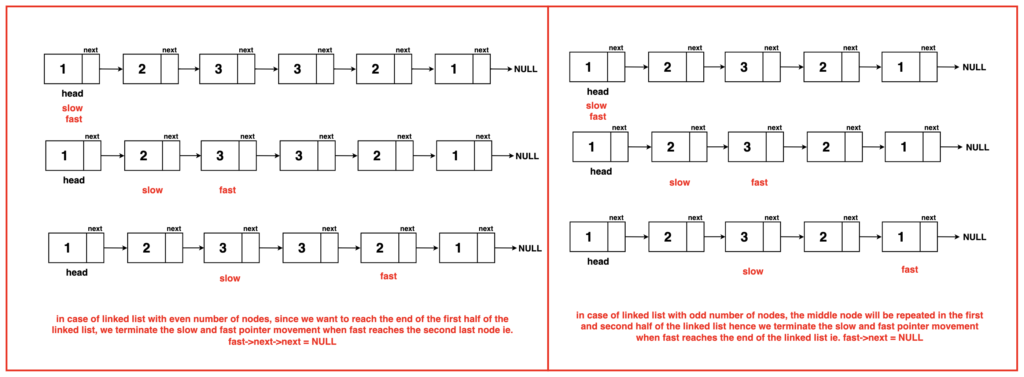 next next next next next next
1 2 3 3 2 1 NULL
head
slow
fast
next next next next next next
1 2 3 3 2 1 NULL
head
slow fast
next next next next next next
1 2 3 3 2 1 NULL
head
slow fast
in case of linked list with even number of nodes, since we want to reach the end of the first half of the
linked list, we terminate the slow and fast pointer movement when fast reaches the second last node ie.
fast->next->next = NULL
next next next next next
1 2 3 2 1 NULL
head
slow
fast
next next next next next
1 2 3 2 1 NULL
head
slow fast
next next next next next
1 2 3 2 1 NULL
head
slow fast
in case of linked list with odd number of nodes, the middle node will be repeated in the first
and second half of the linked list hence we terminate the slow and fast pointer movement
when fast reaches the end of the linked list ie. fast->next = NULL